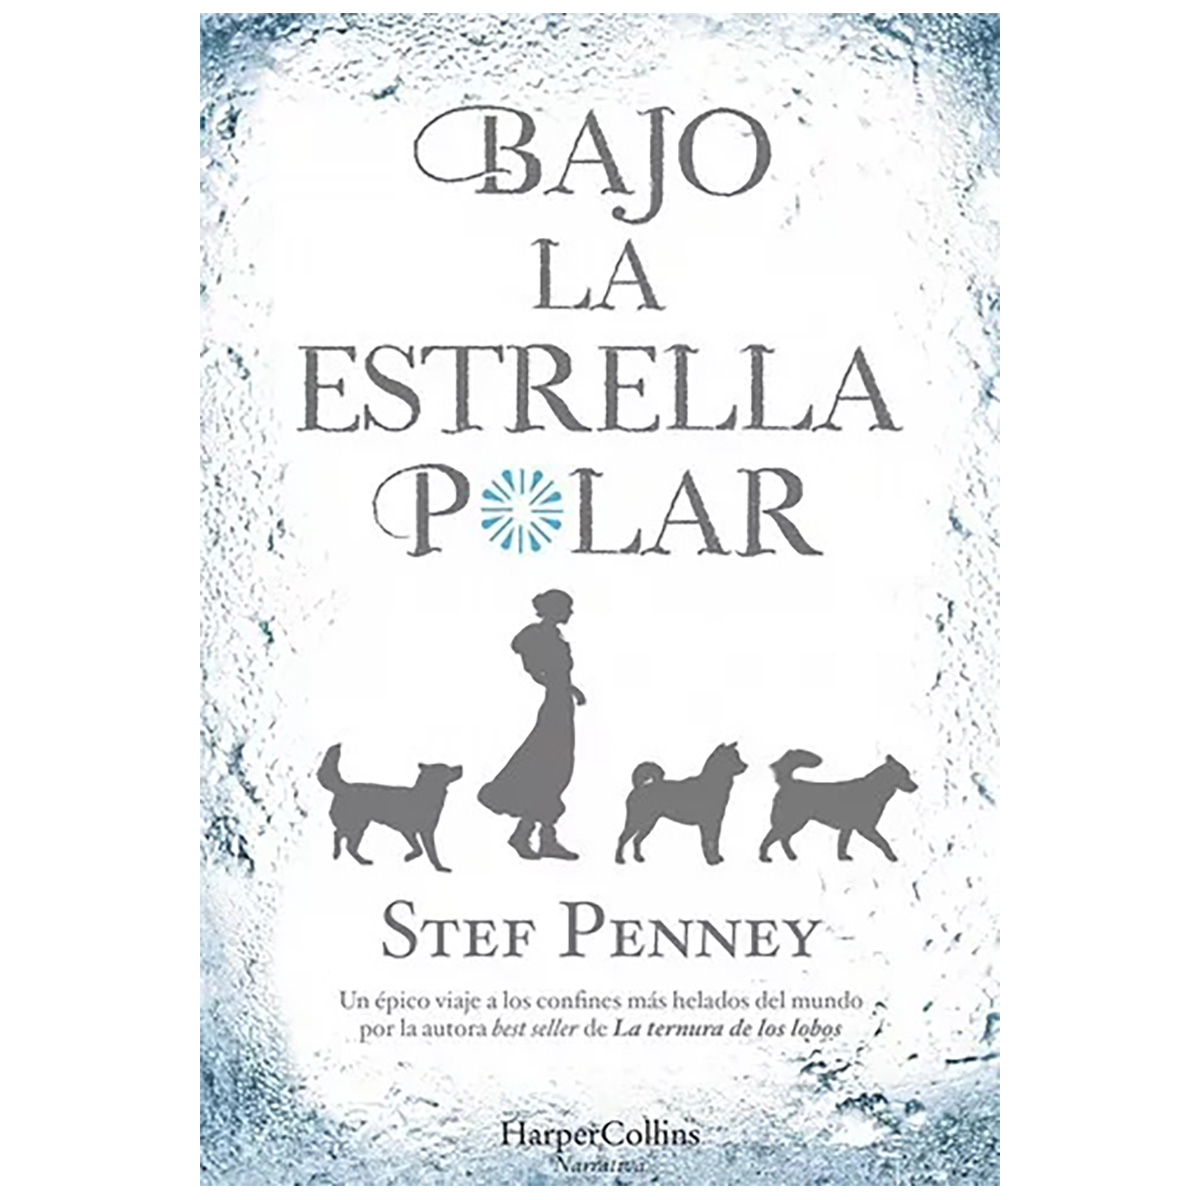 BAJO
LA
ESTRELLA
POLAR
STEF PENNEY
Un épico viaje a los confines más helados del mundo
por la autora best seller de La ternura de los lobos
HarperCollins
Narrativa